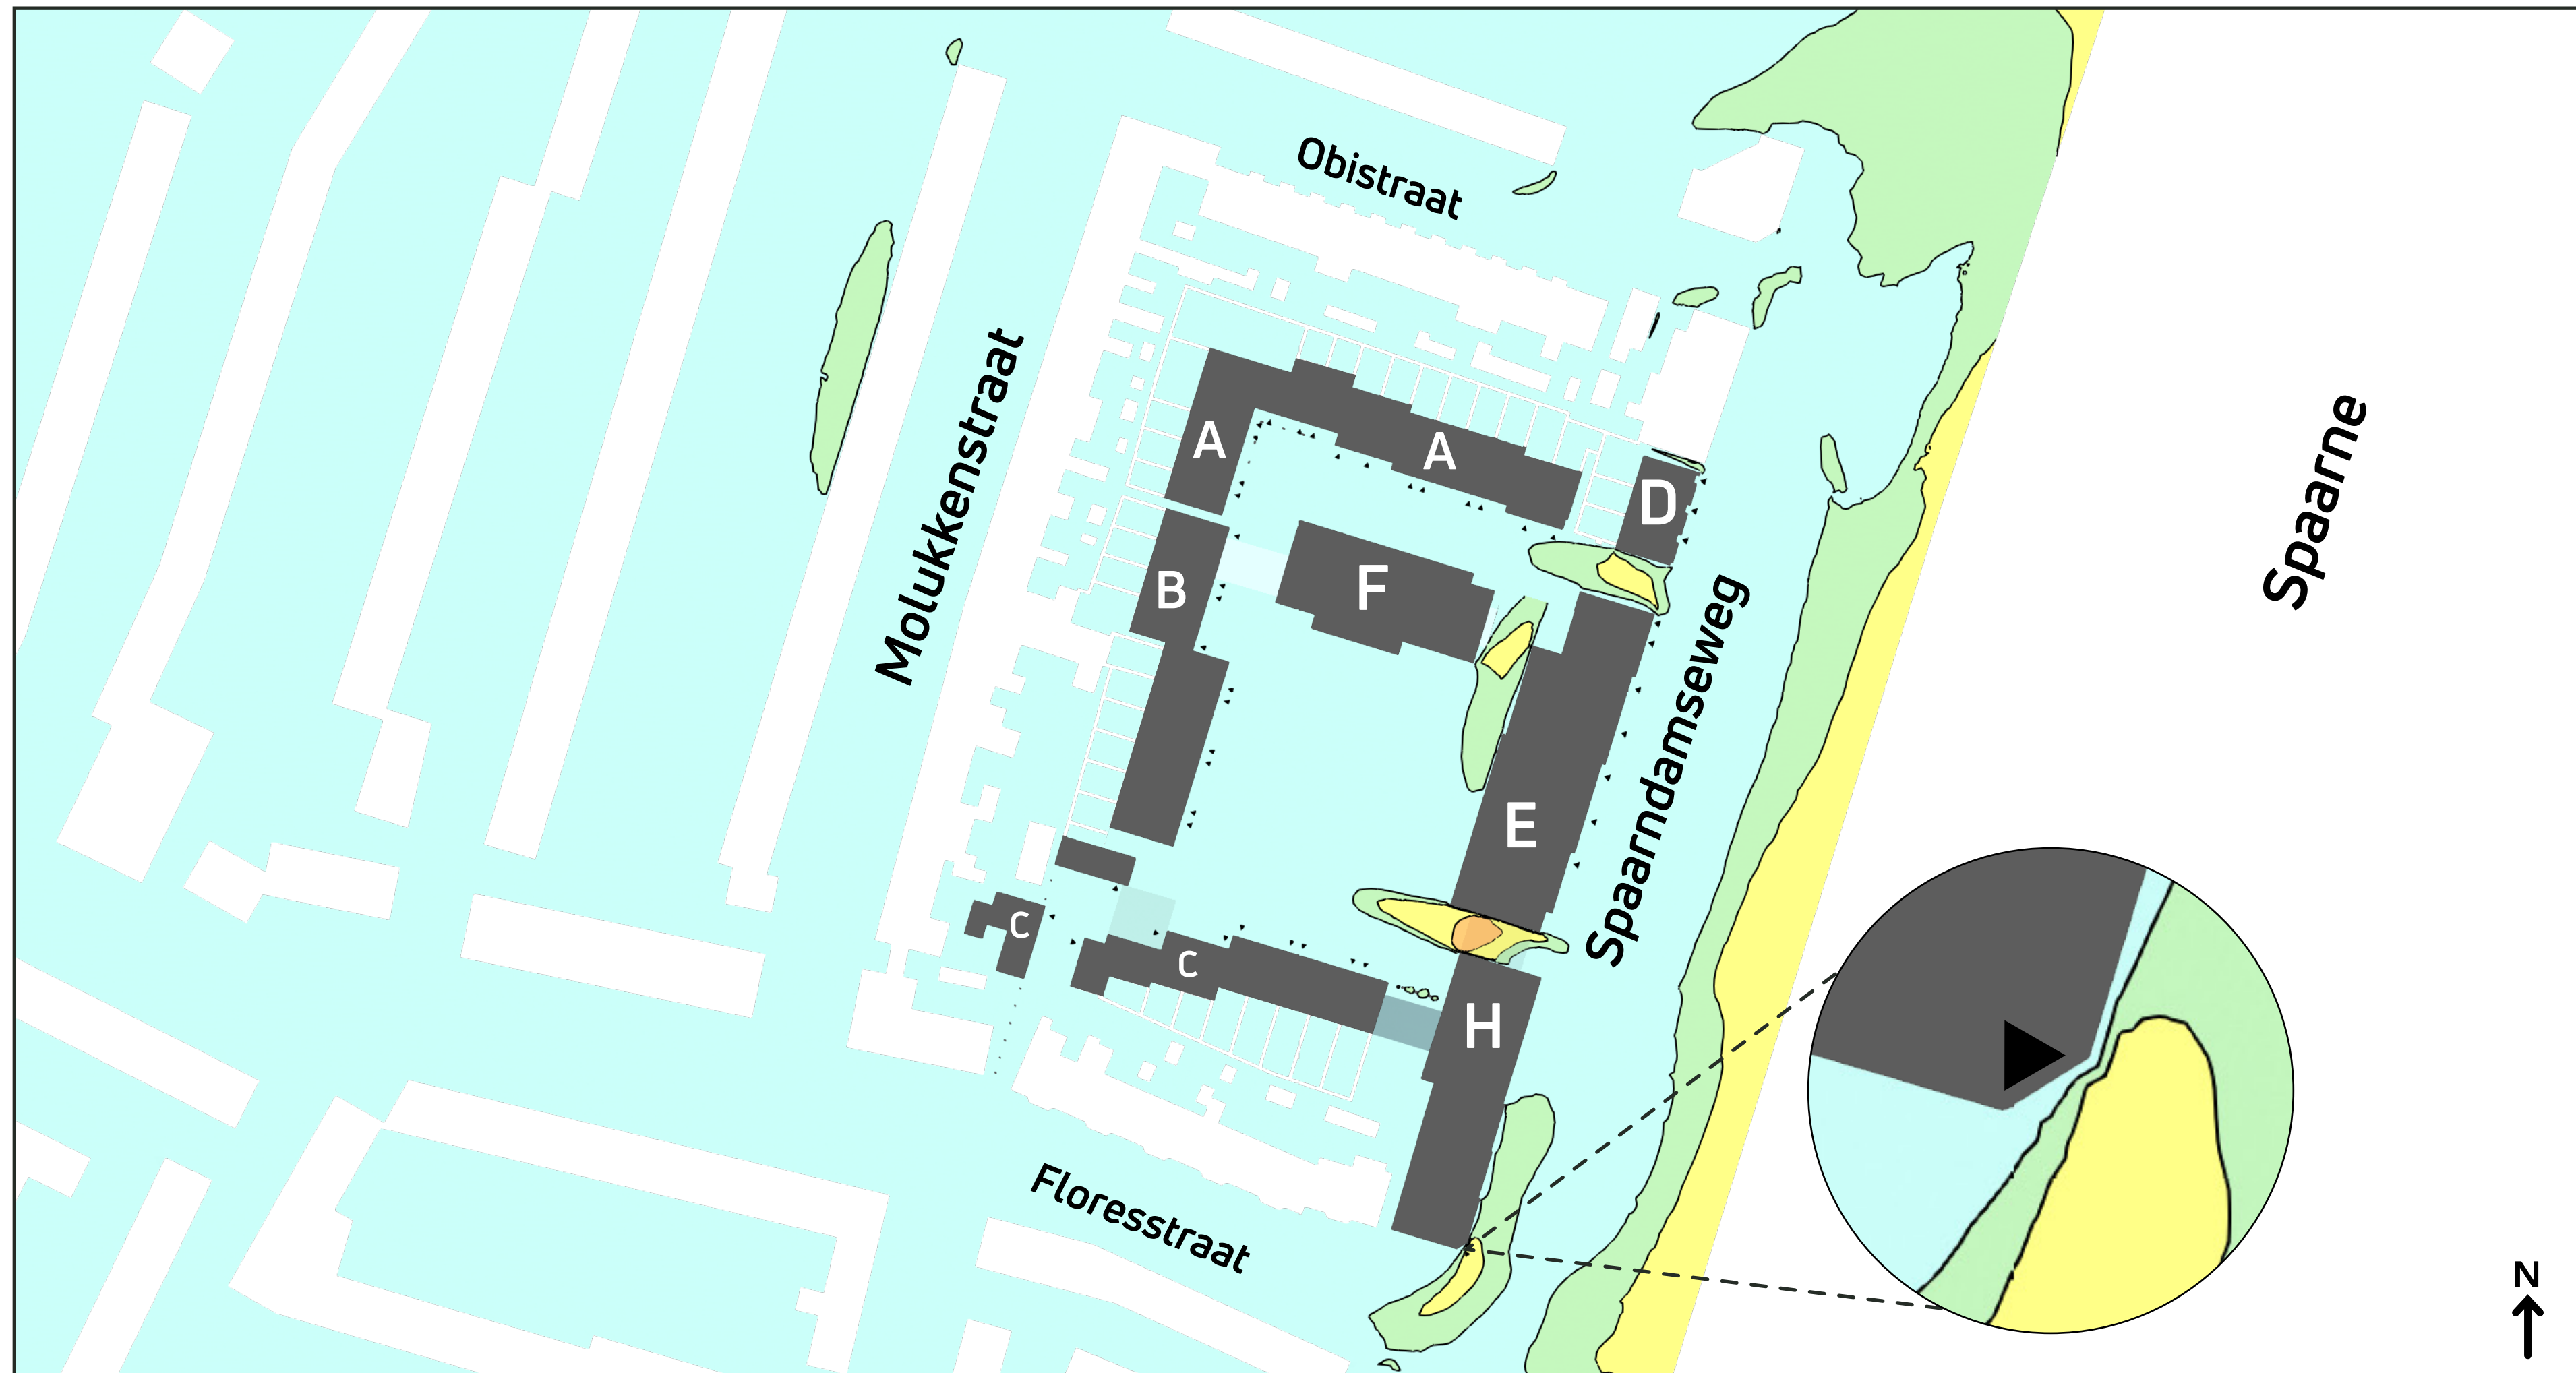 Obistraat
Molukkenstraat
A
A
D
B
F
Spaarne
Spaarndamseweg
E
C
C
H
Floresstraat
N